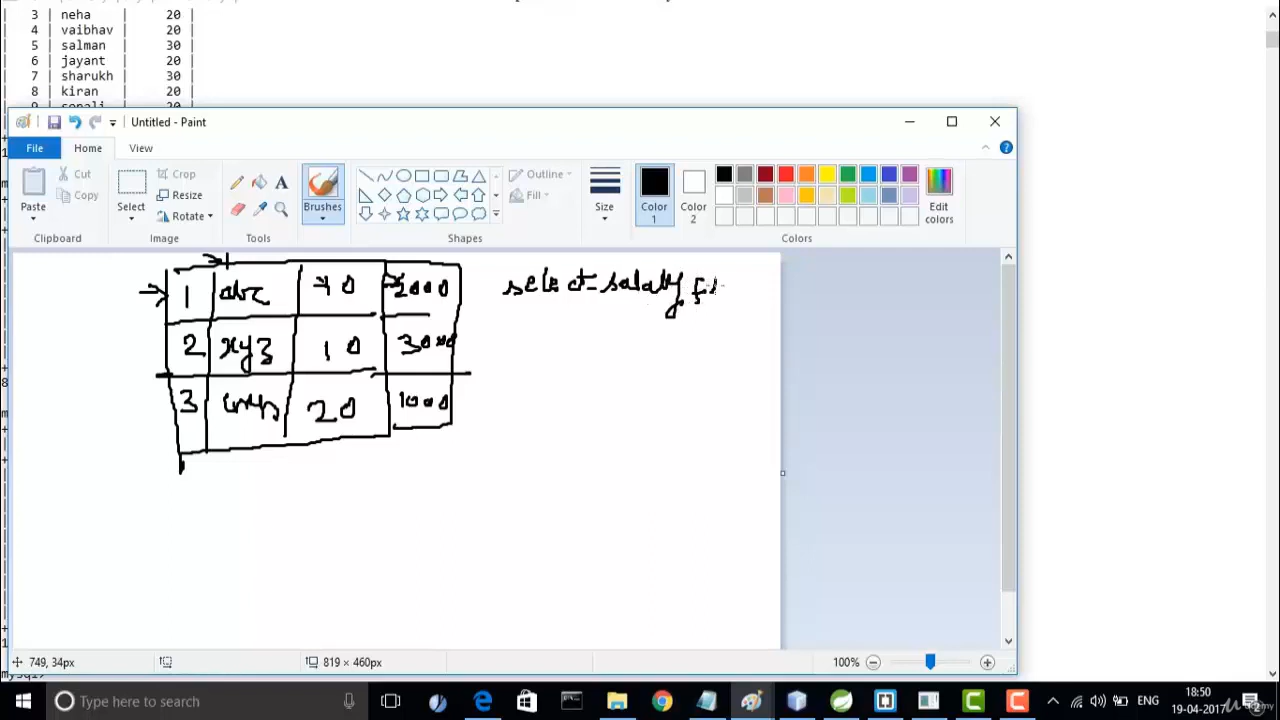 | 3 | neha | 20 |
| 4 | vaibhav | 20 |
| 5 | salman | 30 |
| 6 | jayant | 20 |
| 7 | sharukh | 30 |
| 8 | kiran | 20 |
Untitled - Paint
File Home View
Paste
Cut
Copy
Clipboard
Select
Crop
Resize
Rotate
Image
A
Tools
Brushes
Shapes
Outline
Fill
Size
Color 1
Color 2
Edit colors
Colors
1 abc 10 2000
2 xyz 10 3000
3 20 1000
select salary
749, 34px
819 × 460px
100%
Type here to search
ENG
18:50
19-04-2017